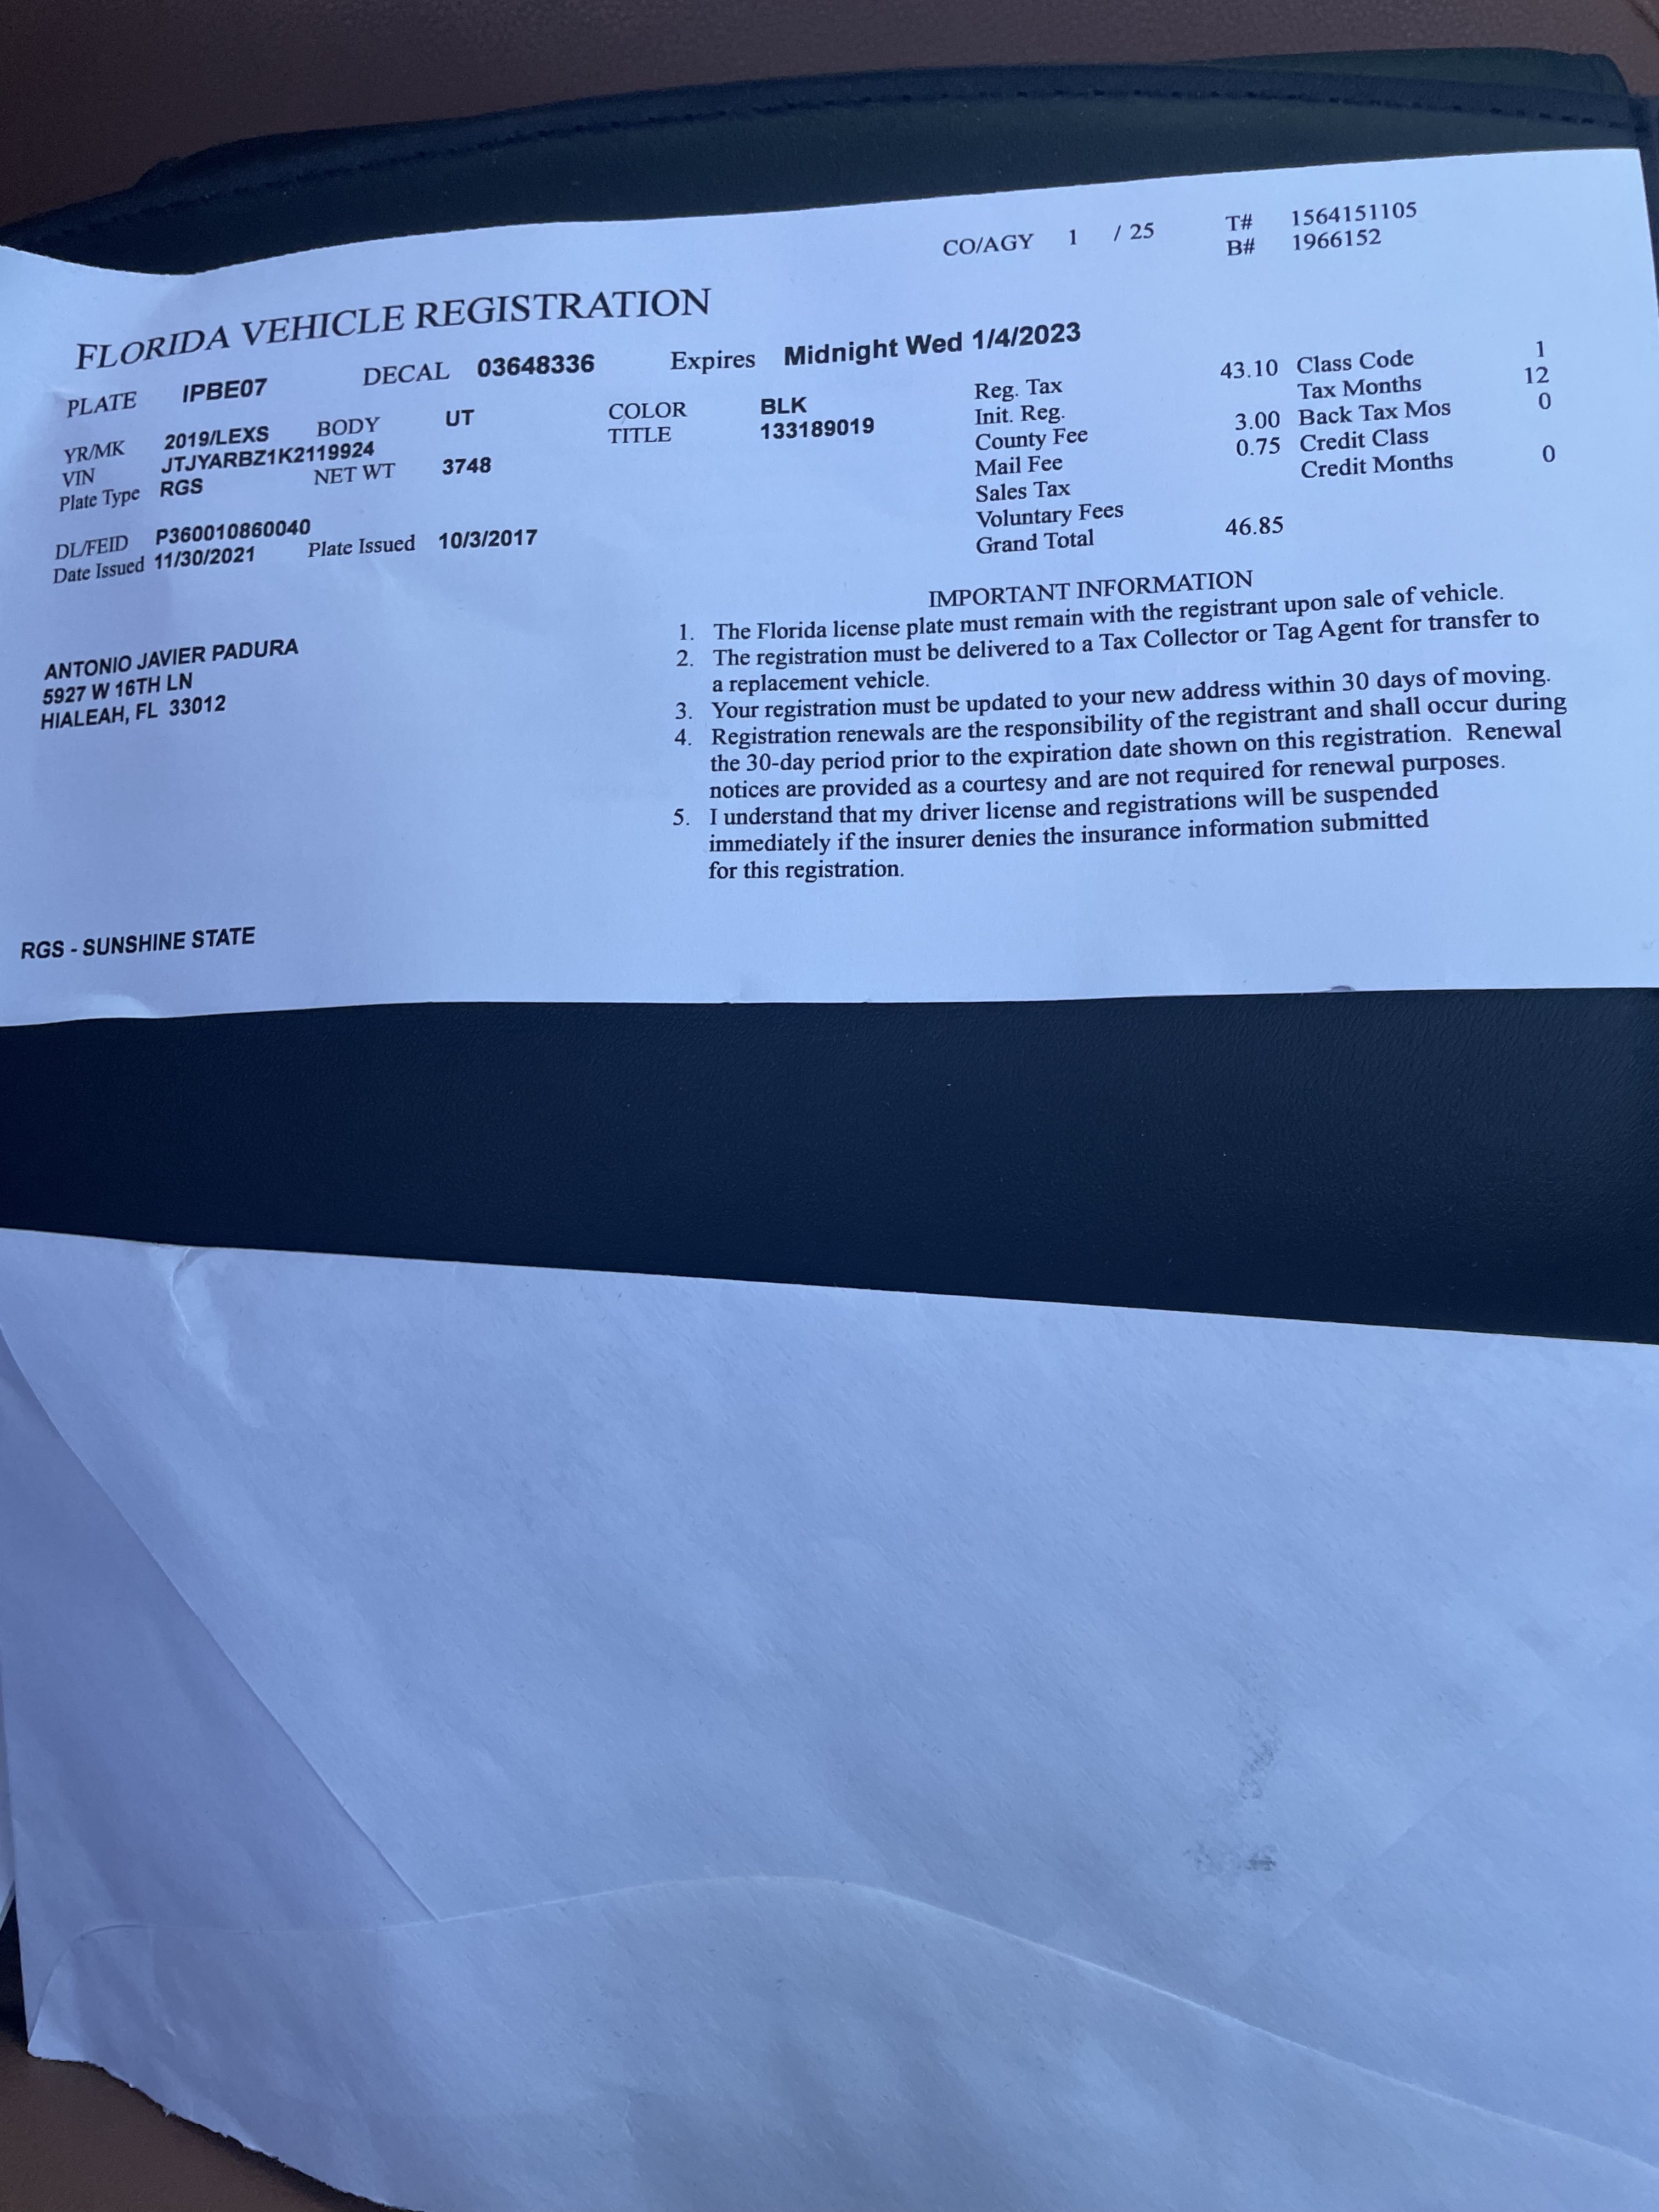 CO/AGY 1 / 25 T# 1564151105
B# 1966152
FLORIDA VEHICLE REGISTRATION
PLATE IPBE07 DECAL 03648336 Expires Midnight Wed 1/4/2023
YR/MK 2019/LEXS BODY UT COLOR BLK
VIN JTJYARBZ1K2119924 TITLE 133189019
Plate Type RGS NET WT 3748
DL/FEID P360010860040
Date Issued 11/30/2021 Plate Issued 10/3/2017
Reg. Tax 43.10 Class Code 1
Init. Reg. Tax Months 12
County Fee 3.00 Back Tax Mos 0
Mail Fee 0.75 Credit Class
Sales Tax Credit Months 0
Voluntary Fees
Grand Total 46.85
ANTONIO JAVIER PADURA
5927 W 16TH LN
HIALEAH, FL 33012
IMPORTANT INFORMATION
1. The Florida license plate must remain with the registrant upon sale of vehicle.
2. The registration must be delivered to a Tax Collector or Tag Agent for transfer to
a replacement vehicle.
3. Your registration must be updated to your new address within 30 days of moving.
4. Registration renewals are the responsibility of the registrant and shall occur during
the 30-day period prior to the expiration date shown on this registration. Renewal
notices are provided as a courtesy and are not required for renewal purposes.
5. I understand that my driver license and registrations will be suspended
immediately if the insurer denies the insurance information submitted
for this registration.
RGS - SUNSHINE STATE